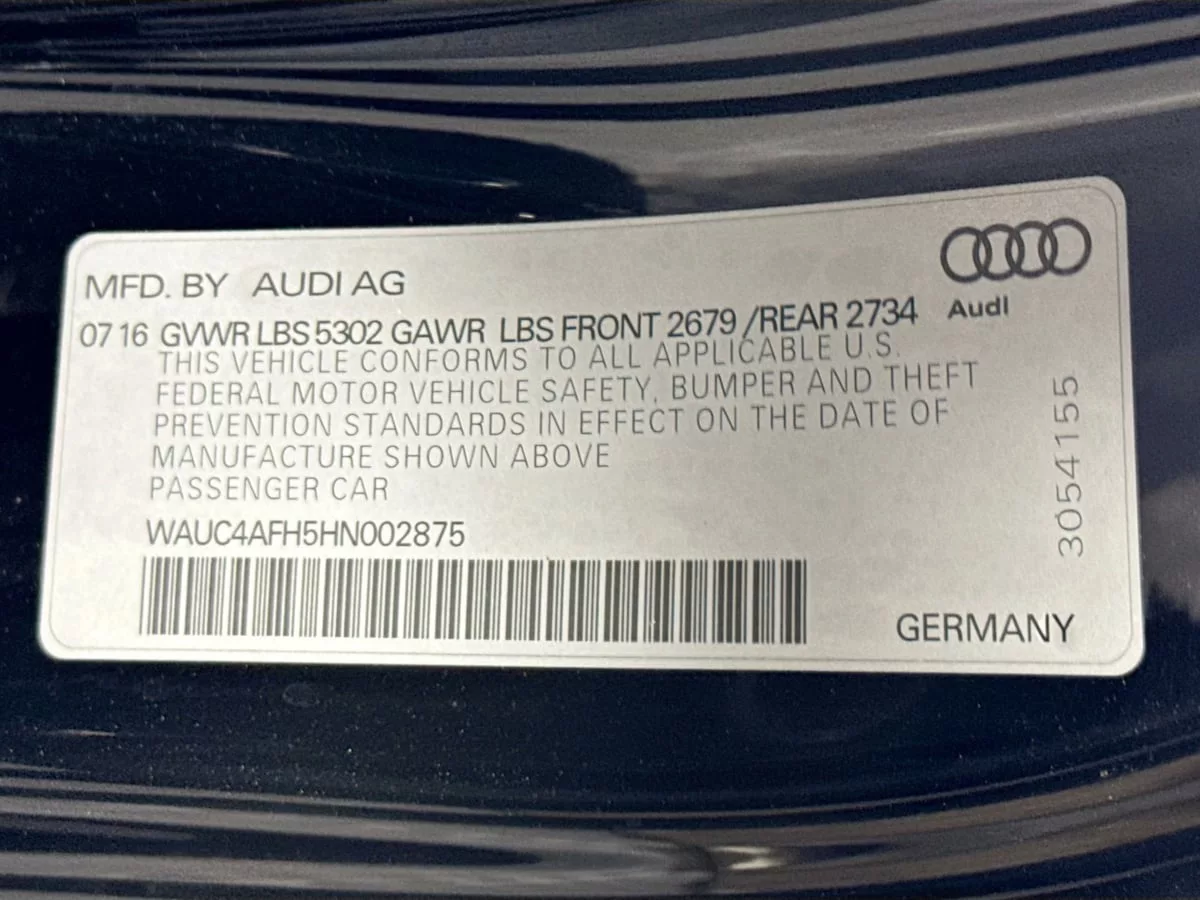 MFD. BY AUDI AG
Audi
07 16 GVWR LBS 5302 GAWR LBS FRONT 2679 /REAR 2734
THIS VEHICLE CONFORMS TO ALL APPLICABLE U.S.
FEDERAL MOTOR VEHICLE SAFETY, BUMPER AND THEFT
PREVENTION STANDARDS IN EFFECT ON THE DATE OF
MANUFACTURE SHOWN ABOVE
PASSENGER CAR
WAUC4AFH5HN002875
3054155
GERMANY